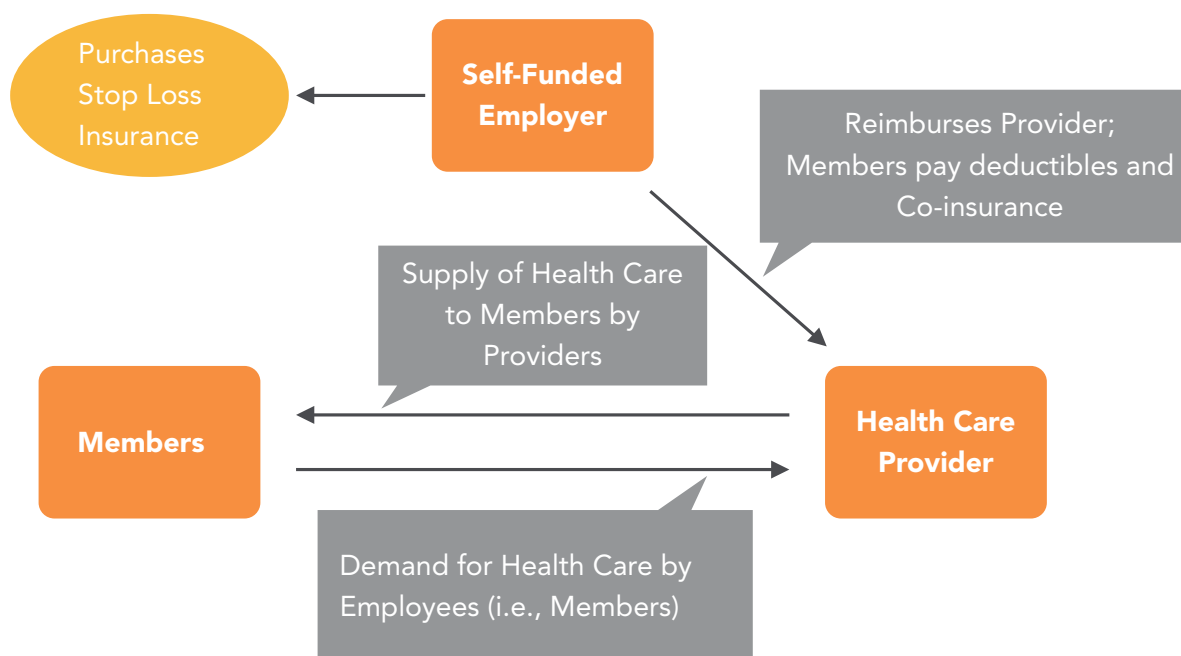 Purchases
Stop Loss
Insurance
Self-Funded
Employer
Reimburses Provider;
Members pay deductibles and
Co-insurance
Supply of Health Care
to Members by
Providers
Members
Health Care
Provider
Demand for Health Care by
Employees (i.e., Members)